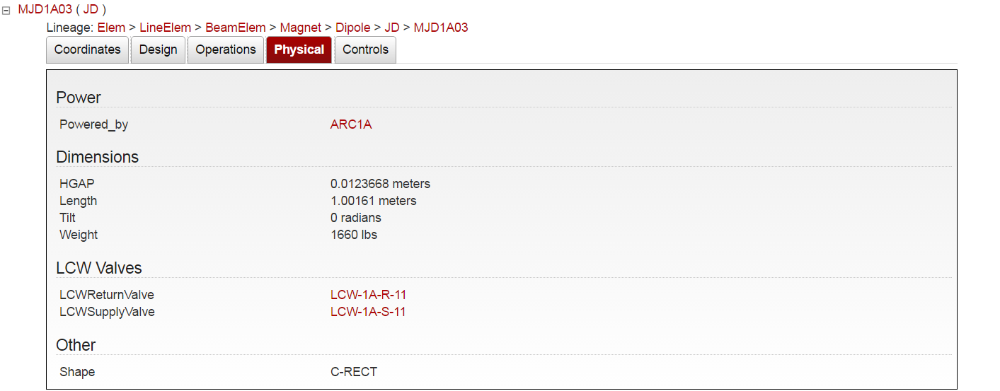 MJD1A03 ( JD )
Lineage: Elem > LineElem > BeamElem > Magnet > Dipole > JD > MJD1A03
Coordinates Design Operations Physical Controls
Power
Powered_by ARC1A
Dimensions
HGAP 0.0123668 meters
Length 1.00161 meters
Tilt 0 radians
Weight 1660 lbs
LCW Valves
LCWReturnValve LCW-1A-R-11
LCWSupplyValve LCW-1A-S-11
Other
Shape C-RECT